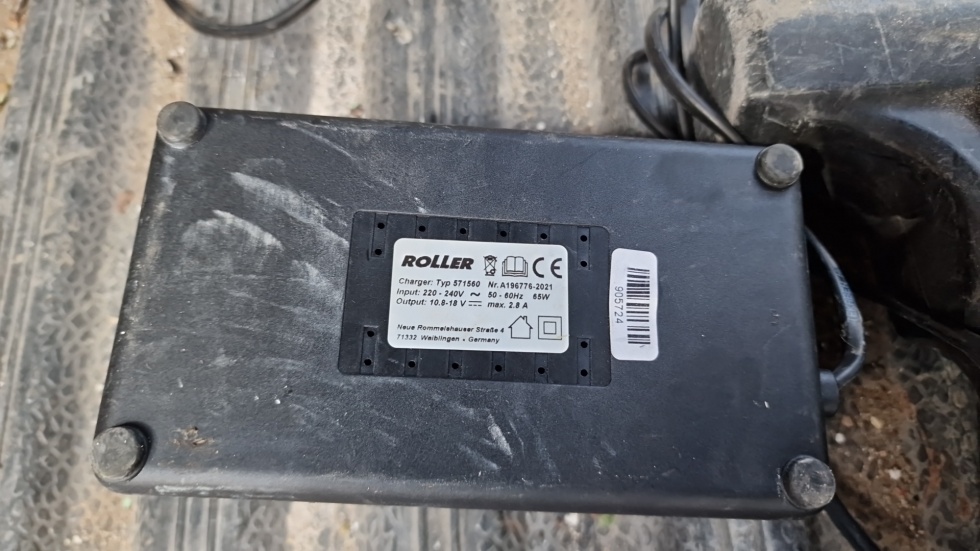 ROLLER CE
Charger: Typ 571560 Nr. A196776-2021
Input: 220 - 240V ~ 50 - 60Hz 65W
Output: 10.8-18 V ⎓ max. 2.8 A
Neue Rommelshauser Straße 4
71332 Waiblingen • Germany
905724